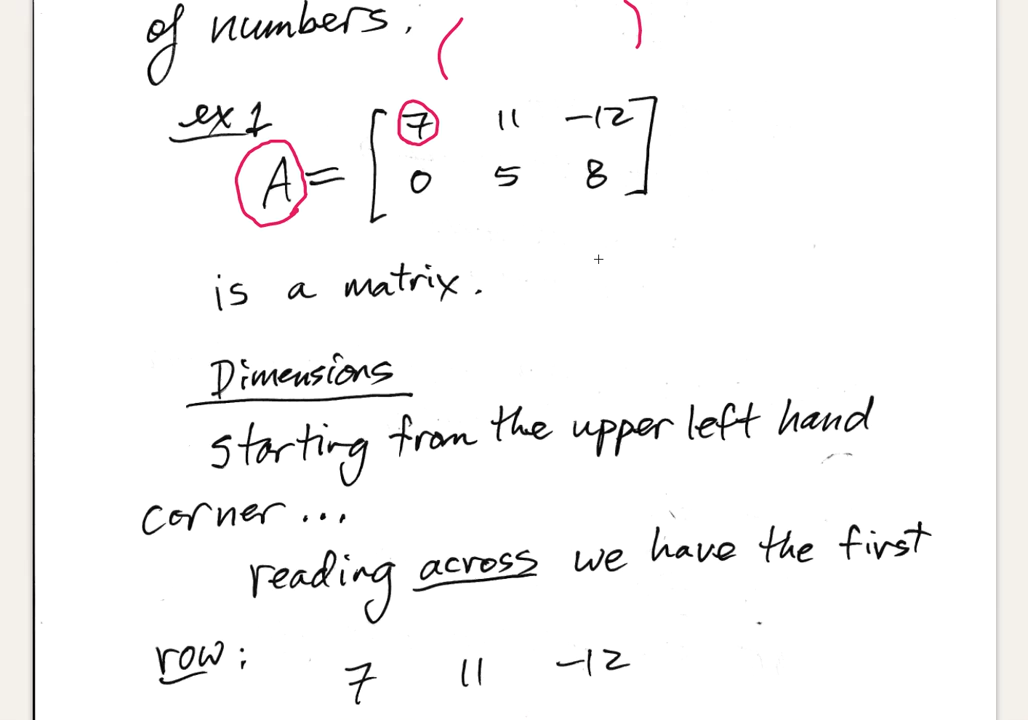 of numbers. ( )
ex 1
A = [ 7 11 -12
0 5 8 ]
is a matrix.
Dimensions
starting from the upper left hand
corner ...
reading across we have the first
row: 7 11 -12